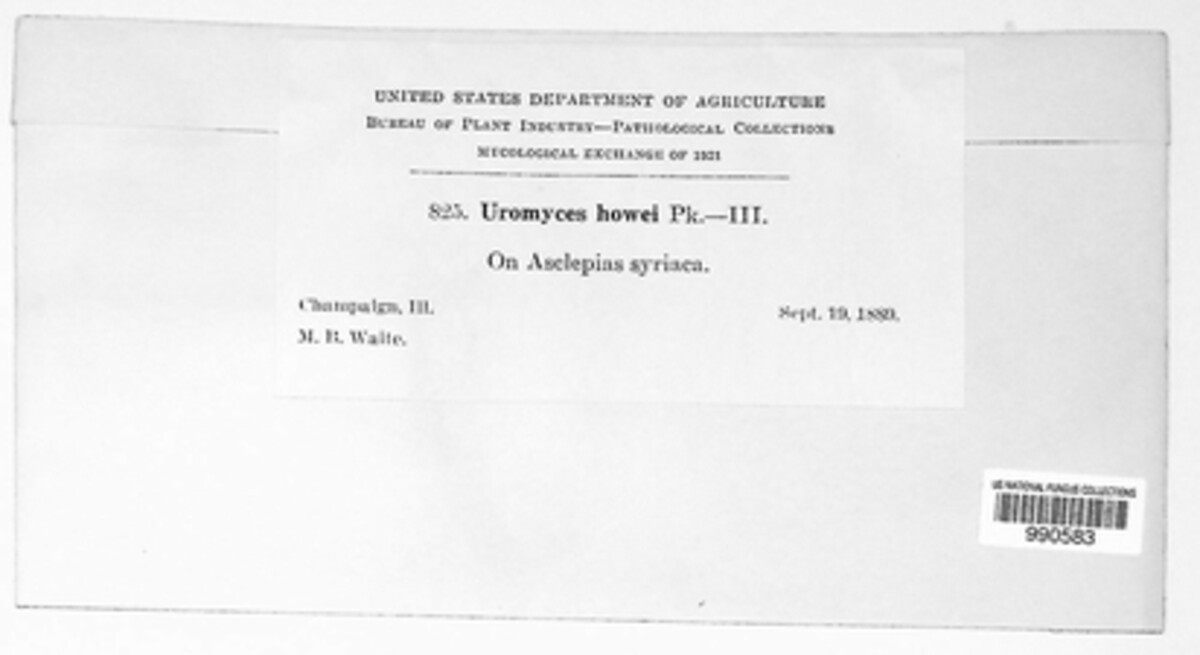 UNITED STATES DEPARTMENT OF AGRICULTURE
BUREAU OF PLANT INDUSTRY—PATHOLOGICAL COLLECTIONS
MYCOLOGICAL EXCHANGE OF 1921
825. Uromyces howei Pk.—III.
On Asclepias syriaca.
Champaign, Ill.
Sept. 19, 1889.
M. B. Waite.
US NATIONAL FUNGUS COLLECTIONS
990583